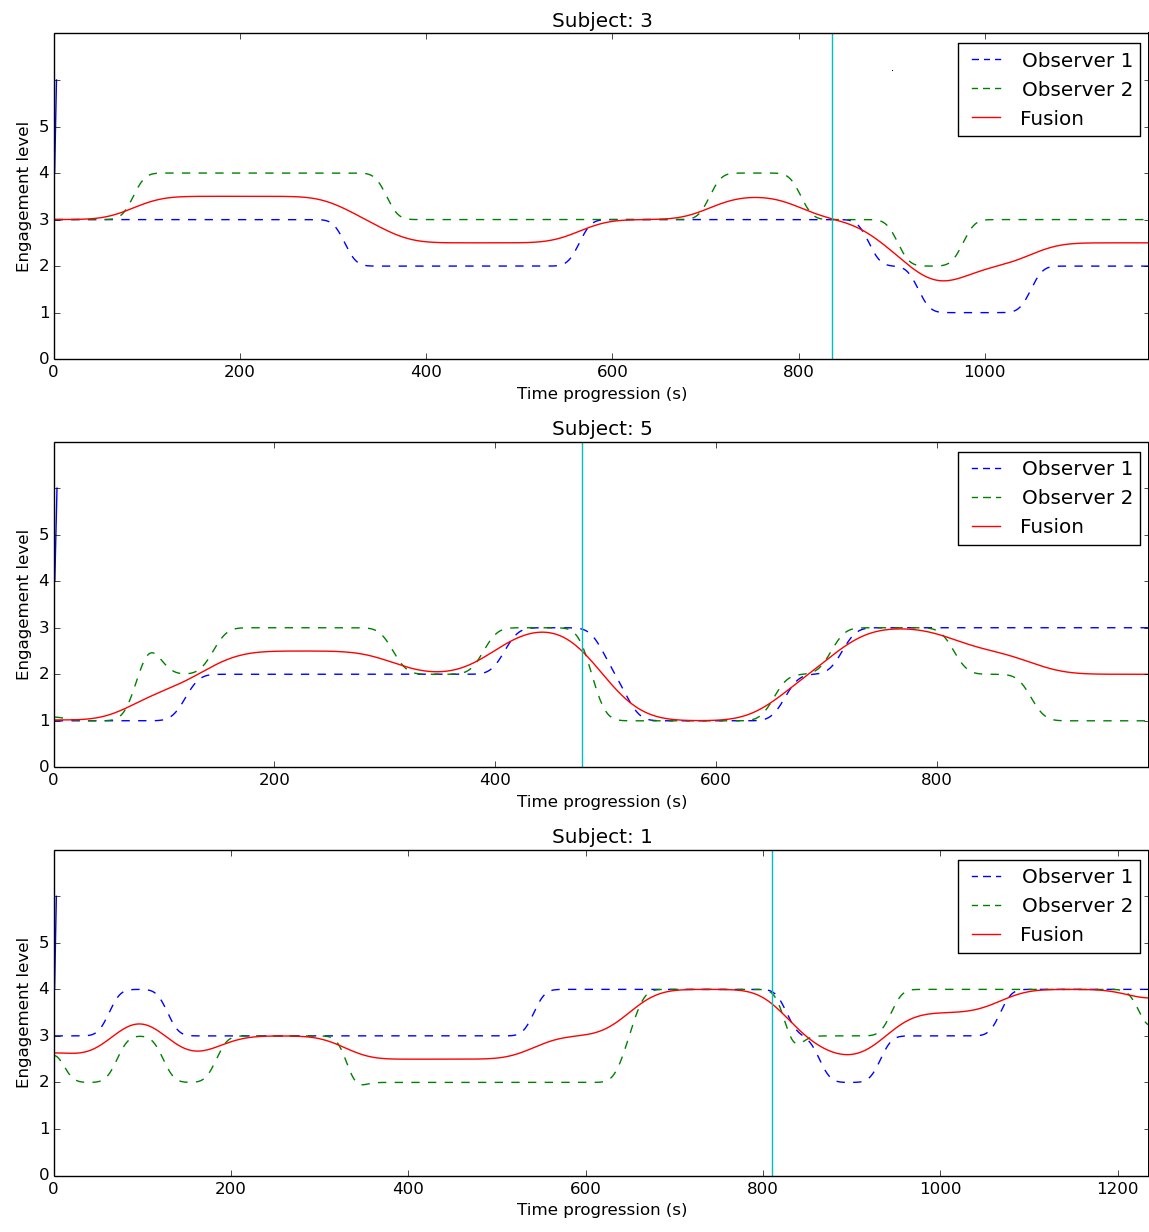 Subject: 3
Observer 1
Observer 2
Fusion
Engagement level
5
4
3
2
1
0
0 200 400 600 800 1000
Time progression (s)
Subject: 5
Observer 1
Observer 2
Fusion
Engagement level
5
4
3
2
1
0
0 200 400 600 800
Time progression (s)
Subject: 1
Observer 1
Observer 2
Fusion
Engagement level
5
4
3
2
1
0
0 200 400 600 800 1000 1200
Time progression (s)